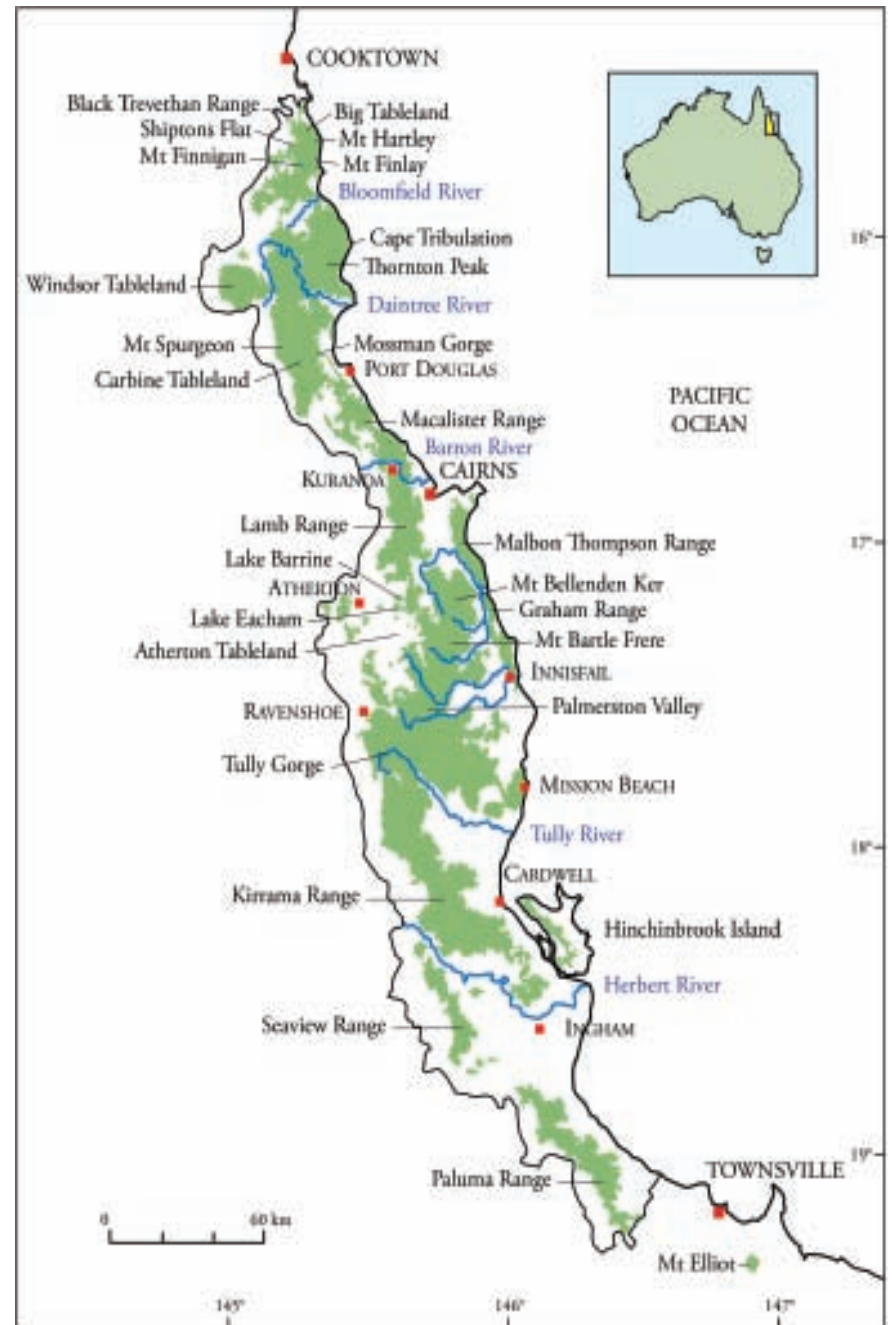 COOKTOWN
Black Trevethan Range
Big Tableland
Shiptons Flat
Mt Hartley
Mt Finnigan
Mt Finlay
Bloomfield River
Cape Tribulation
16°
Thornton Peak
Windsor Tableland
Daintree River
Mt Spurgeon
Mossman Gorge
Carbine Tableland
PORT DOUGLAS
PACIFIC
OCEAN
Macalister Range
Barron River
KURANDA
CAIRNS
Lamb Range
17°
Malbon Thompson Range
Lake Barrine
ATHERTON
Mt Bellenden Ker
Lake Eacham
Graham Range
Atherton Tableland
Mt Bartle Frere
INNISFAIL
RAVENSHOE
Palmerston Valley
Tully Gorge
MISSION BEACH
Tully River
18°
CARDWELL
Kirrama Range
Hinchinbrook Island
Herbert River
Seaview Range
INGHAM
19°
Paluma Range
TOWNSVILLE
0 60 km
Mt Elliot
145° 146° 147°